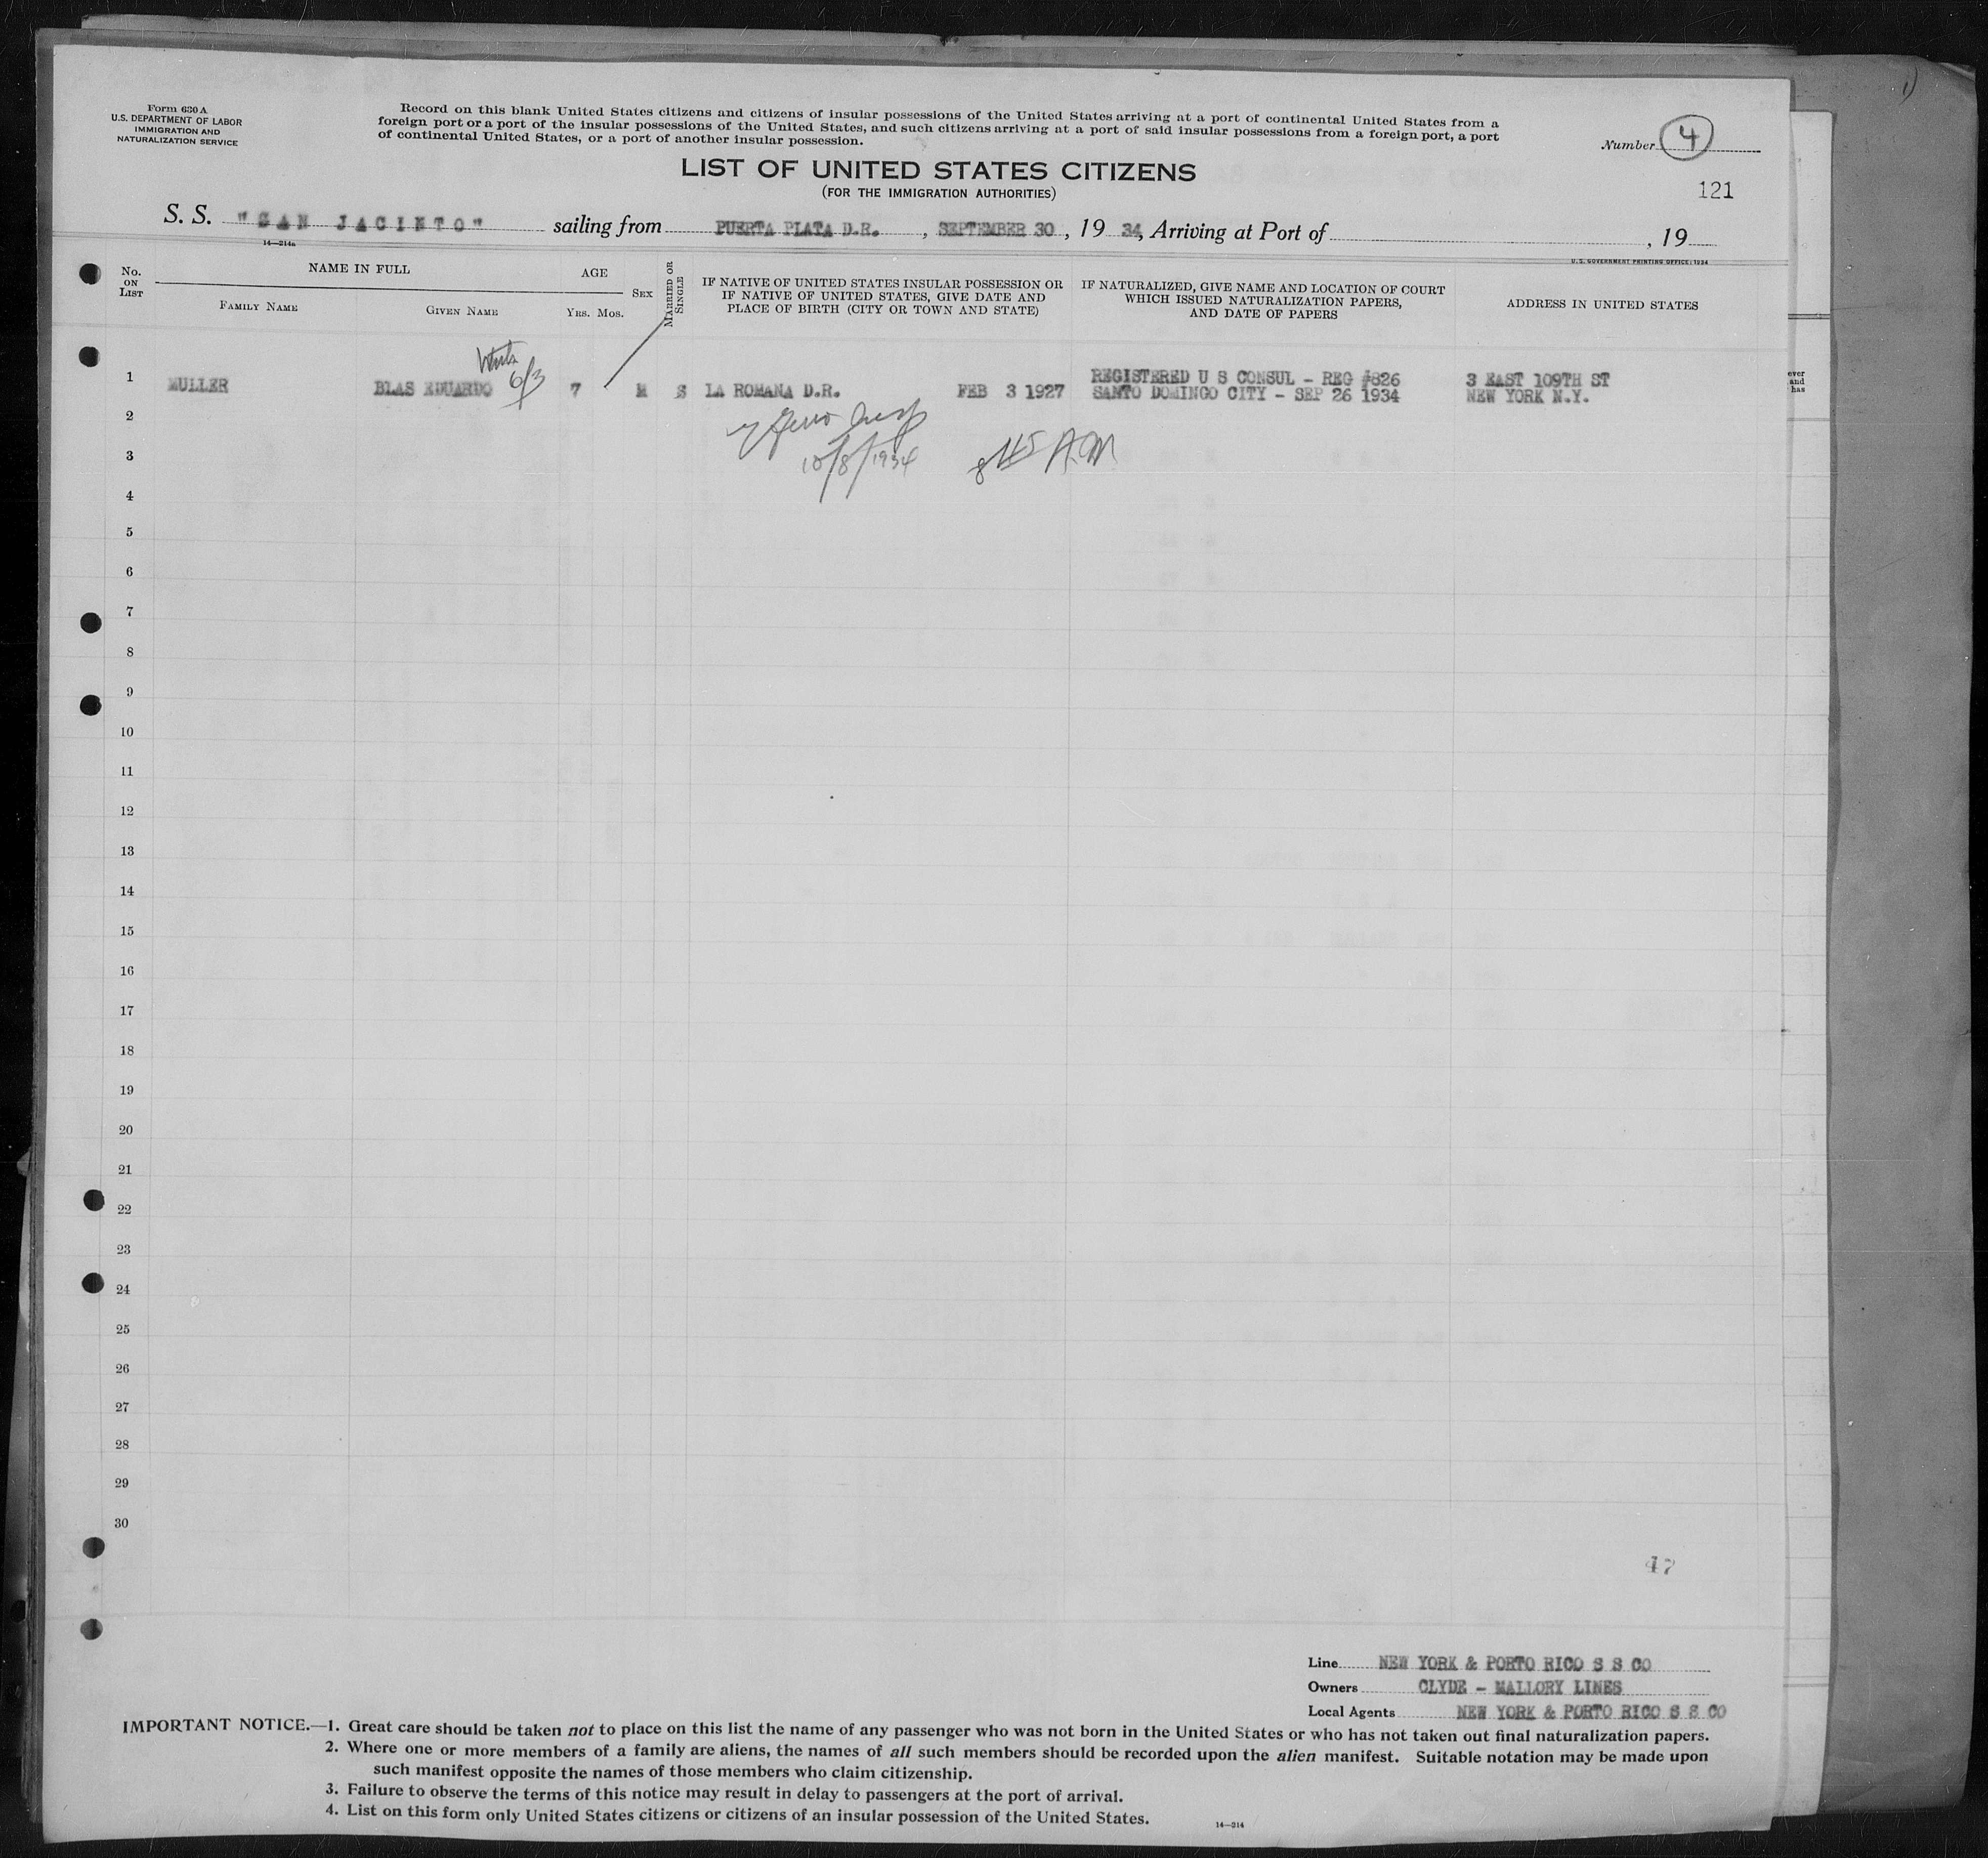 Form 630 A
U.S. DEPARTMENT OF LABOR
IMMIGRATION AND
NATURALIZATION SERVICE
Record on this blank United States citizens and citizens of insular possessions of the United States arriving at a port of continental United States from a
foreign port or a port of the insular possessions of the United States, and such citizens arriving at a port of said insular possessions from a foreign port, a port
of continental United States, or a port of another insular possession.
Number 4
LIST OF UNITED STATES CITIZENS
(FOR THE IMMIGRATION AUTHORITIES)
121
S. S. "SAN JACINTO" sailing from PUERTA PLATA D.R. , SEPTEMBER 30 , 19 34, Arriving at Port of , 19
14—214a
U. S. GOVERNMENT PRINTING OFFICE: 1934
No. ON LIST
NAME IN FULL
FAMILY NAME
GIVEN NAME
AGE
YRS. MOS.
SEX
MARRIED OR SINGLE
IF NATIVE OF UNITED STATES INSULAR POSSESSION OR
IF NATIVE OF UNITED STATES, GIVE DATE AND
PLACE OF BIRTH (CITY OR TOWN AND STATE)
IF NATURALIZED, GIVE NAME AND LOCATION OF COURT
WHICH ISSUED NATURALIZATION PAPERS,
AND DATE OF PAPERS
ADDRESS IN UNITED STATES
6/3
1 MULLER BLAS EDUARDO 7 M S LA ROMANA D.R. FEB 3 1927 REGISTERED U S CONSUL - REG #826 3 EAST 109TH ST
SANTO DOMINGO CITY - SEP 26 1934 NEW YORK N.Y.
ever
and
has
2
3 10/8/1934 8 45 A.M
4
5
6
7
8
9
10
11
12
13
14
15
16
17
18
19
20
21
22
23
24
25
26
27
28
29
30
47
Line NEW YORK & PORTO RICO S S CO
Owners CLYDE - MALLORY LINES
Local Agents NEW YORK & PORTO RICO S S CO
IMPORTANT NOTICE.—1. Great care should be taken not to place on this list the name of any passenger who was not born in the United States or who has not taken out final naturalization papers.
2. Where one or more members of a family are aliens, the names of all such members should be recorded upon the alien manifest. Suitable notation may be made upon
such manifest opposite the names of those members who claim citizenship.
3. Failure to observe the terms of this notice may result in delay to passengers at the port of arrival.
4. List on this form only United States citizens or citizens of an insular possession of the United States.
14—214